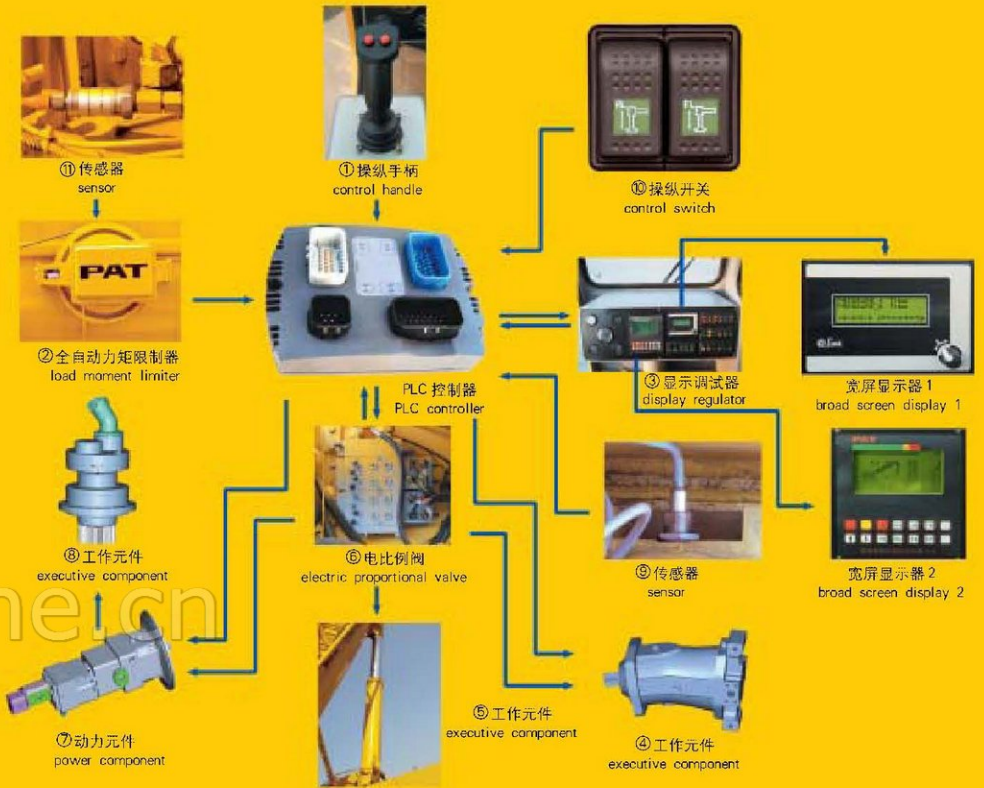 ⑪传感器
sensor
①操纵手柄
control handle
⑩操纵开关
control switch
PAT
②全自动力矩限制器
load moment limiter
PLC 控制器
PLC controller
③显示调试器
display regulator
宽屏显示器1
broad screen display 1
⑧工作元件
executive component
⑥电比例阀
electric proportional valve
⑨传感器
sensor
宽屏显示器2
broad screen display 2
⑦动力元件
power component
⑤工作元件
executive component
④工作元件
executive component
ne.cn